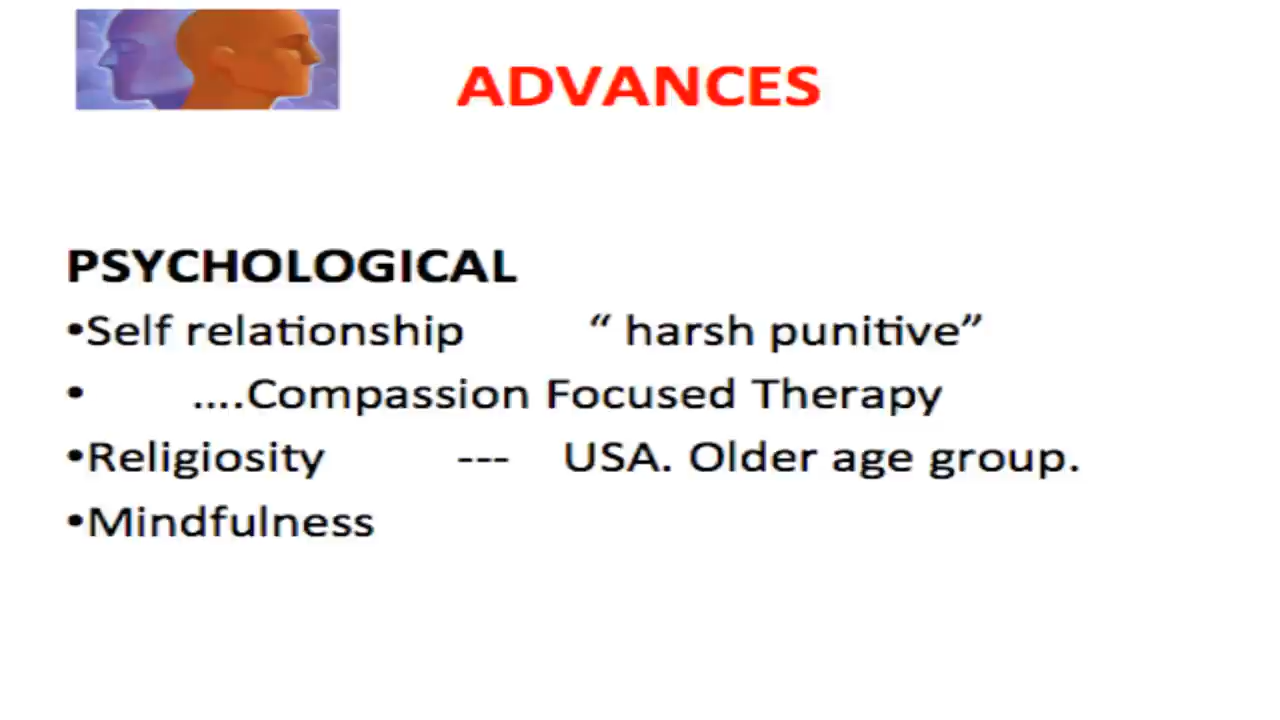 ADVANCES
PSYCHOLOGICAL
•Self relationship “ harsh punitive”
• ....Compassion Focused Therapy
•Religiosity --- USA. Older age group.
•Mindfulness